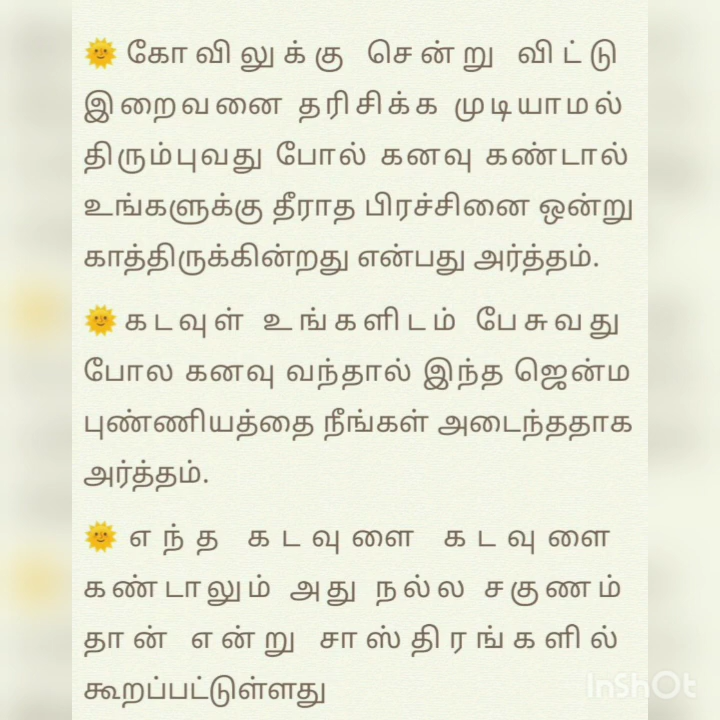 🌞 கோவிலுக்கு சென்று விட்டு
இறைவனை தரிசிக்க முடியாமல்
திரும்புவது போல் கனவு கண்டால்
உங்களுக்கு தீராத பிரச்சினை ஒன்று
காத்திருக்கின்றது என்பது அர்த்தம்.
🌞 கடவுள் உங்களிடம் பேசுவது
போல கனவு வந்தால் இந்த ஜென்ம
புண்ணியத்தை நீங்கள் அடைந்ததாக
அர்த்தம்.
🌞 எந்த கடவுளை கடவுளை
கண்டாலும் அது நல்ல சகுணம்
தான் என்று சாஸ்திரங்களில்
கூறப்பட்டுள்ளது
InShOt